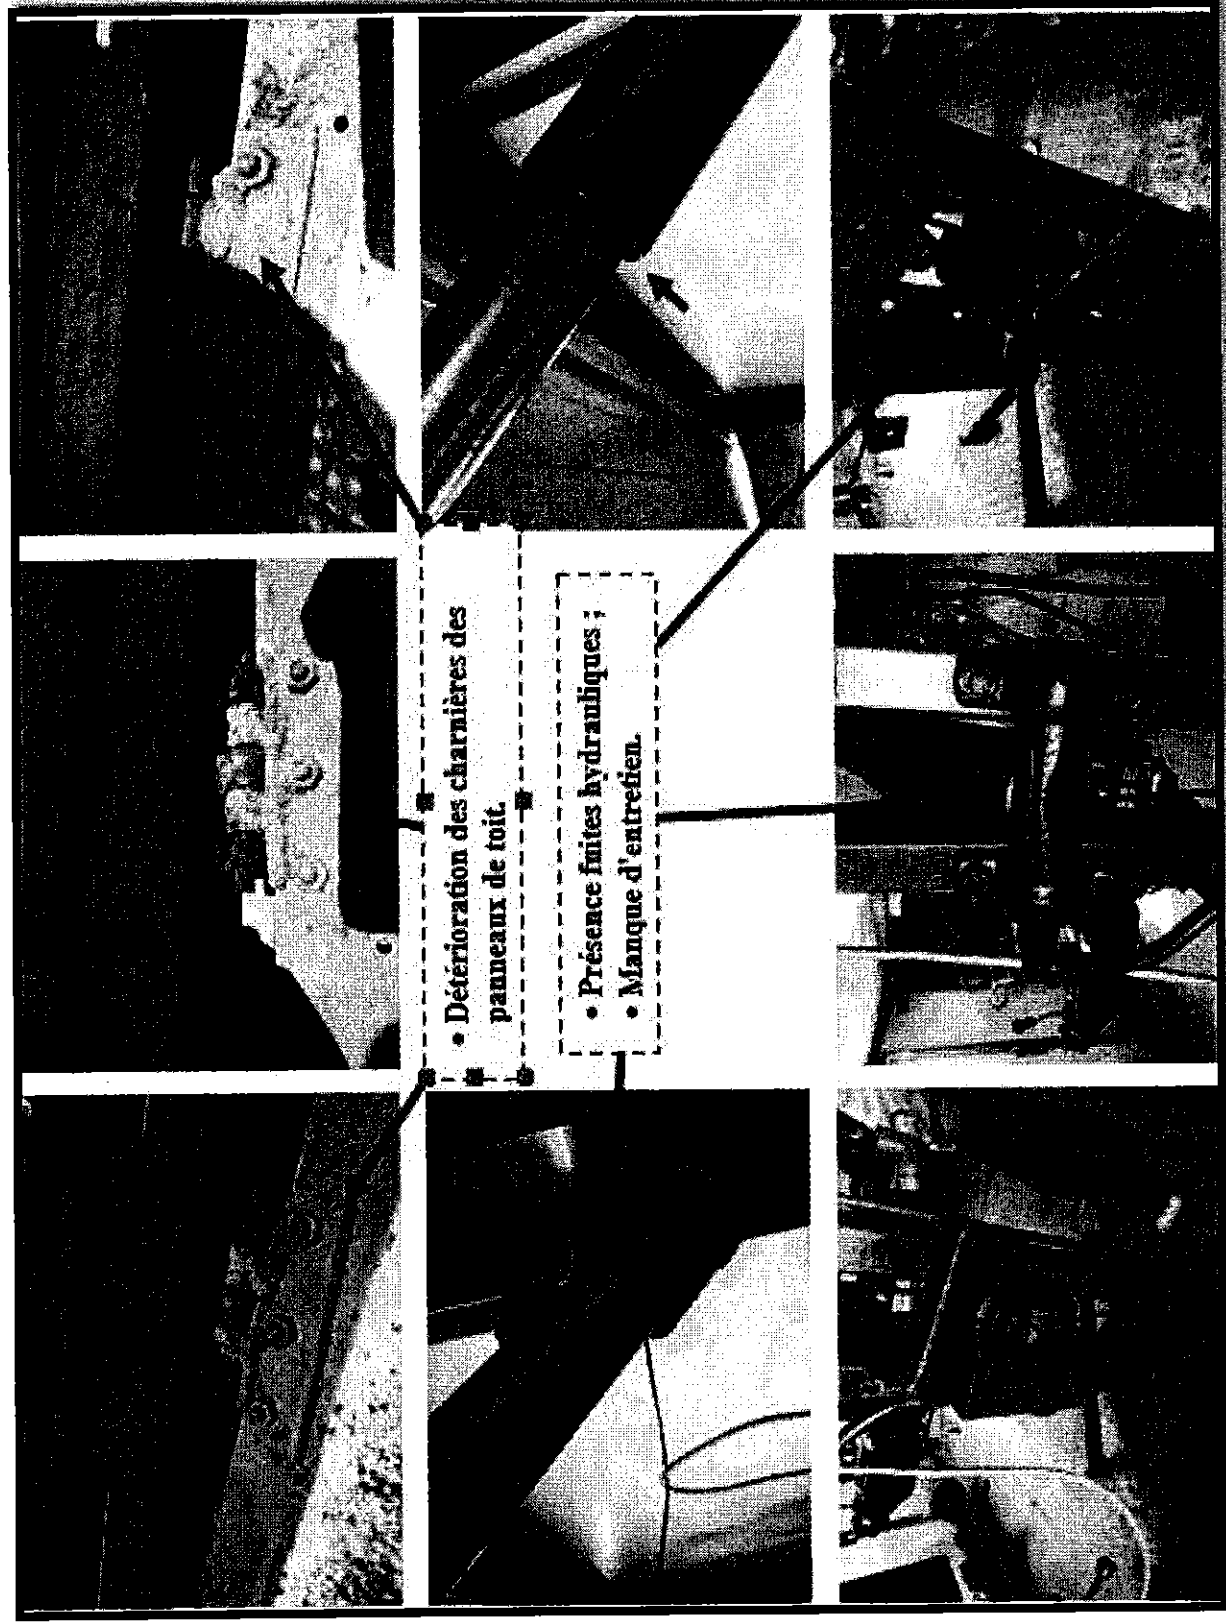 • Détérioration des charnières des
panneaux de toit.
• Présence fuites hydrauliques ;
• Manque d'entretien.